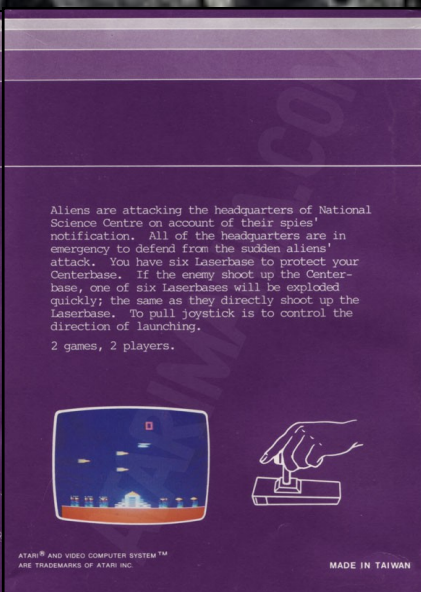 Aliens are attacking the headquarters of National
Science Centre on account of their spies'
notification. All of the headquarters are in
emergency to defend from the sudden aliens'
attack. You have six Laserbase to protect your
Centerbase. If the enemy shoot up the Center-
base, one of six Laserbases will be exploded
quickly; the same as they directly shoot up the
Laserbase. To pull joystick is to control the
direction of launching.
2 games, 2 players.
0
ATARI® AND VIDEO COMPUTER SYSTEM™
ARE TRADEMARKS OF ATARI INC.
MADE IN TAIWAN
ATARIMANIA.COM